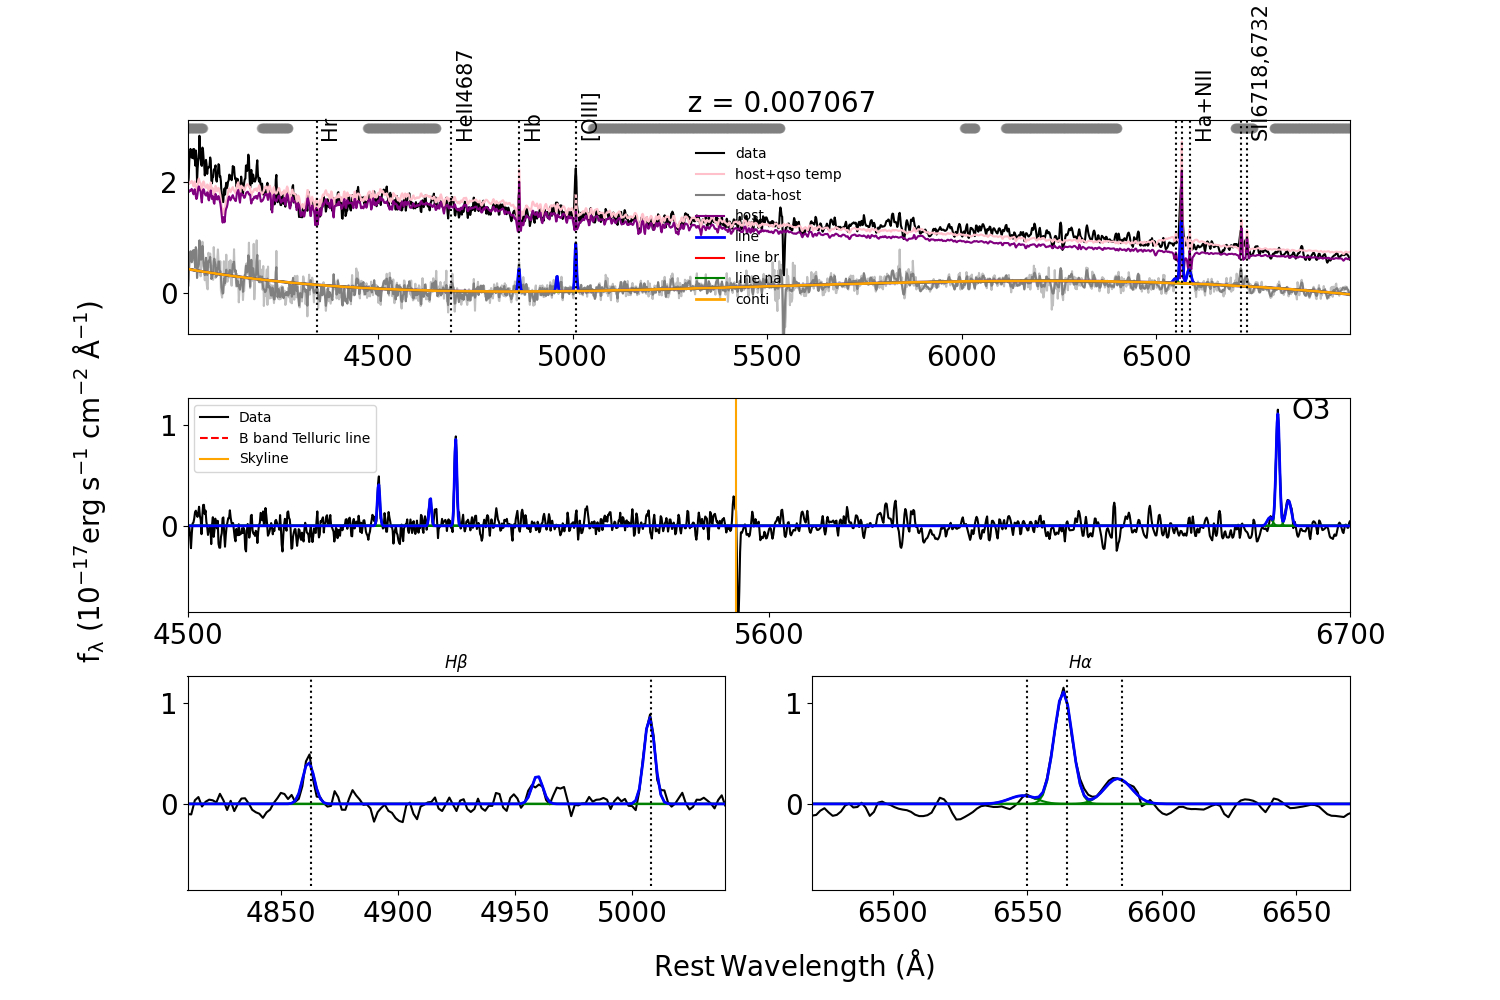 z = 0.007067
Hr
HeII4687
Hb
[OIII]
Ha+NII
SII6718,6732
data
host+qso temp
data-host
host
line
line br
line na
conti
2
0
4500 5000 5500 6000 6500
O3
Data
B band Telluric line
Skyline
1
0
4500 5600 6700
fλ (10⁻¹⁷erg s⁻¹ cm⁻² Å⁻¹)
Hβ
1
0
4850 4900 4950 5000
Hα
1
0
6500 6550 6600 6650
Rest Wavelength (Å)